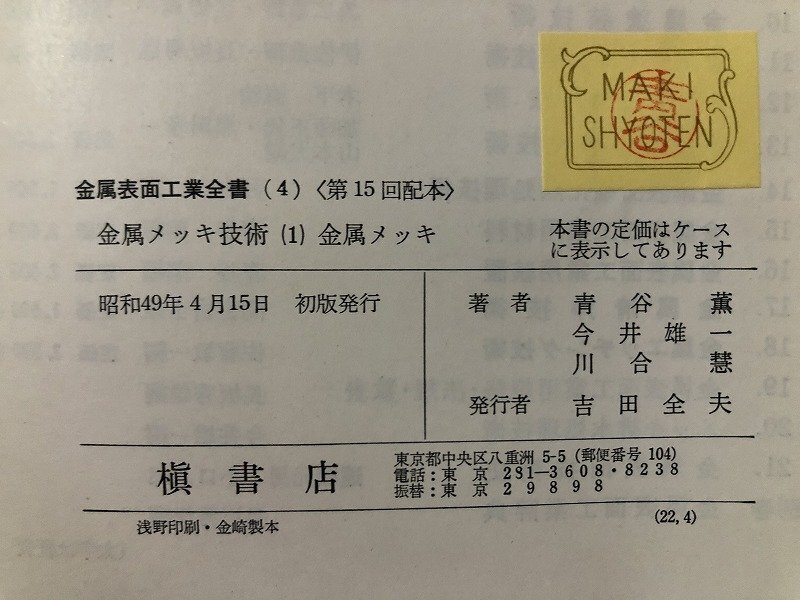 MAKI
SHYOTEN
金属表面工業全書(4)〈第15回配本〉
金属メッキ技術(1)金属メッキ
本書の定価はケース
に表示してあります
昭和49年4月15日 初版発行
著者 青谷薫
今井雄一
川合慧
発行者 吉田全夫
槇書店
東京都中央区八重洲 5-5 (郵便番号 104)
電話:東京 281―3608・8238
振替:東京 29898
浅野印刷・金崎製本
(22,4)